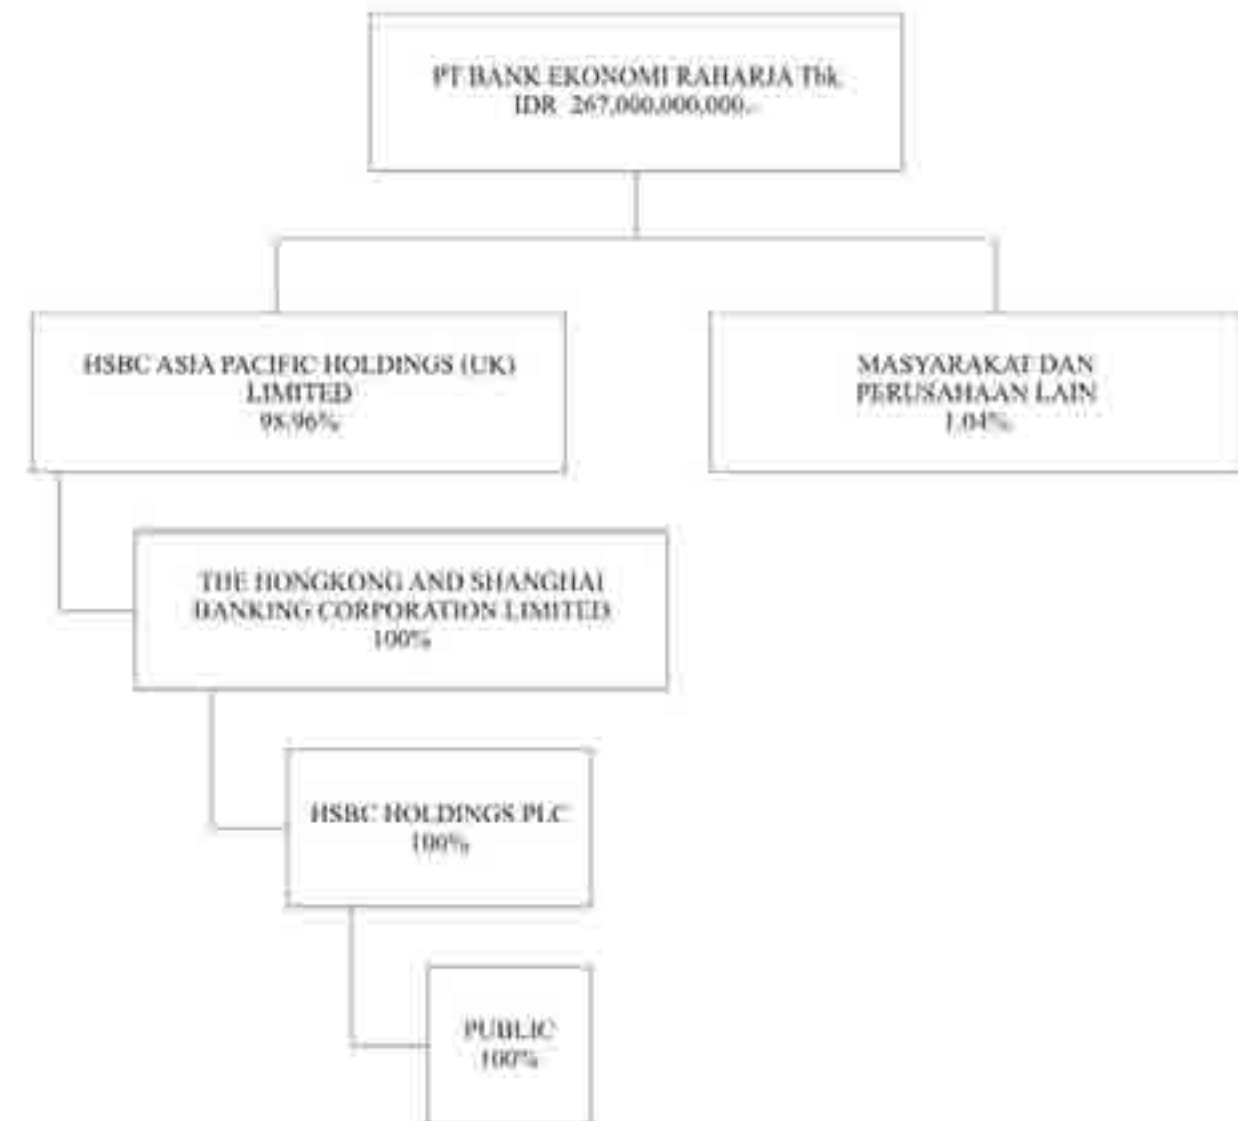 PT BANK EKONOMI RAHARJA Tbk.
IDR 267,000,000,000.-
HSBC ASIA PACIFIC HOLDINGS (UK)
LIMITED
98.96%
MASYARAKAT DAN
PERUSAHAAN LAIN
1.04%
THE HONGKONG AND SHANGHAI
BANKING CORPORATION LIMITED
100%
HSBC HOLDINGS PLC
100%
PUBLIC
100%